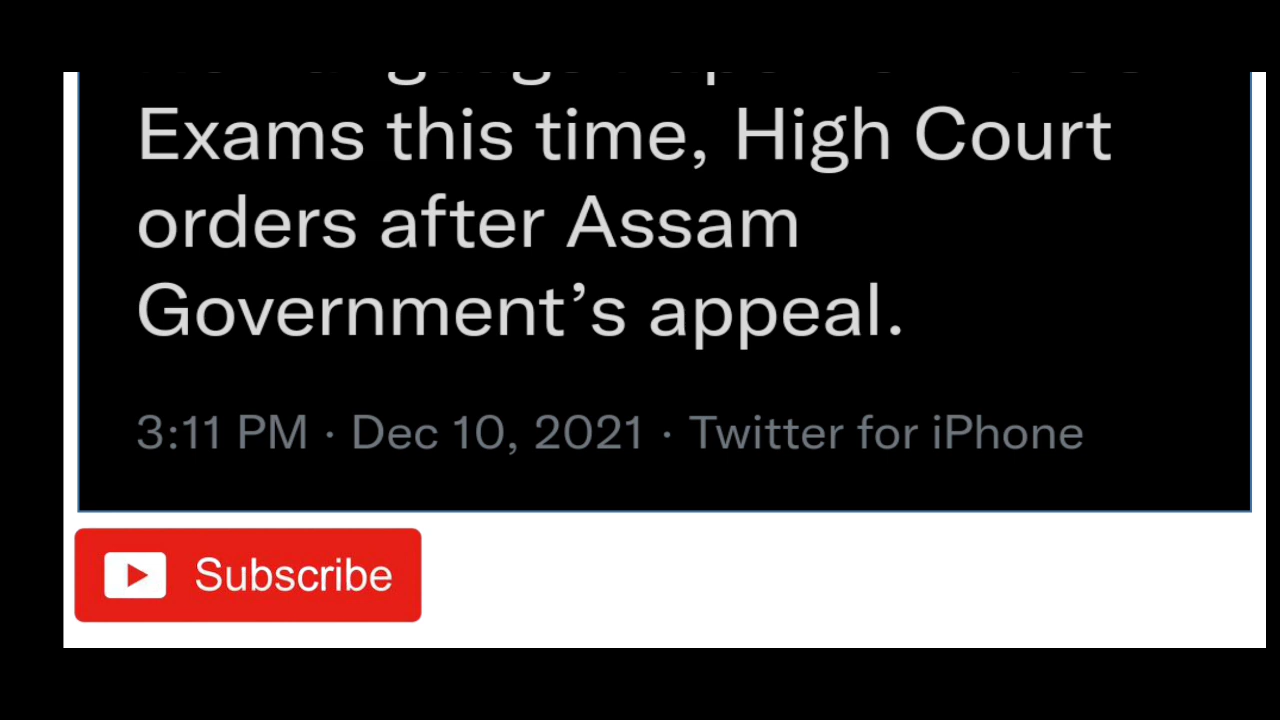 Exams this time, High Court
orders after Assam
Government’s appeal.
3:11 PM · Dec 10, 2021 · Twitter for iPhone
Subscribe